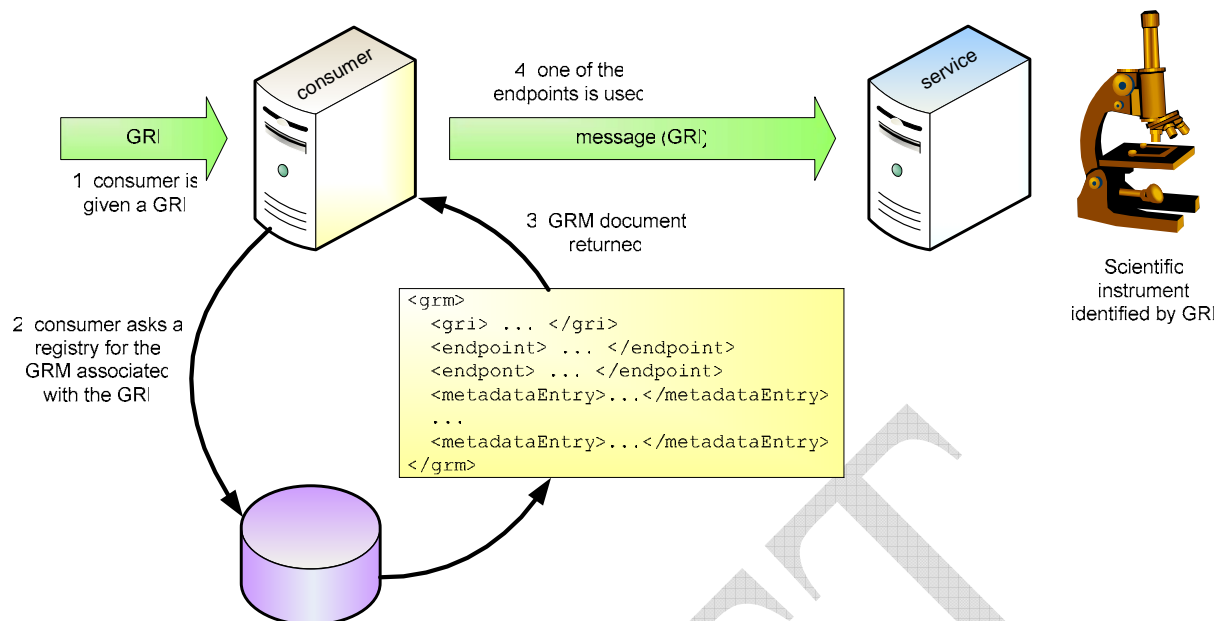 consumer
service
4 one of the
endpoints is used
GRI
message (GRI)
1 consumer is
given a GRI
3 GRM document
returned
Scientific
instrument
identified by GRI
2 consumer asks a
registry for the
GRM associated
with the GRI
<grm>
<gri> ... </gri>
<endpoint> ... </endpoint>
<endpont> ... </endpoint>
<metadataEntry>...</metadataEntry>
...
<metadataEntry>...</metadataEntry>
</grm>
T